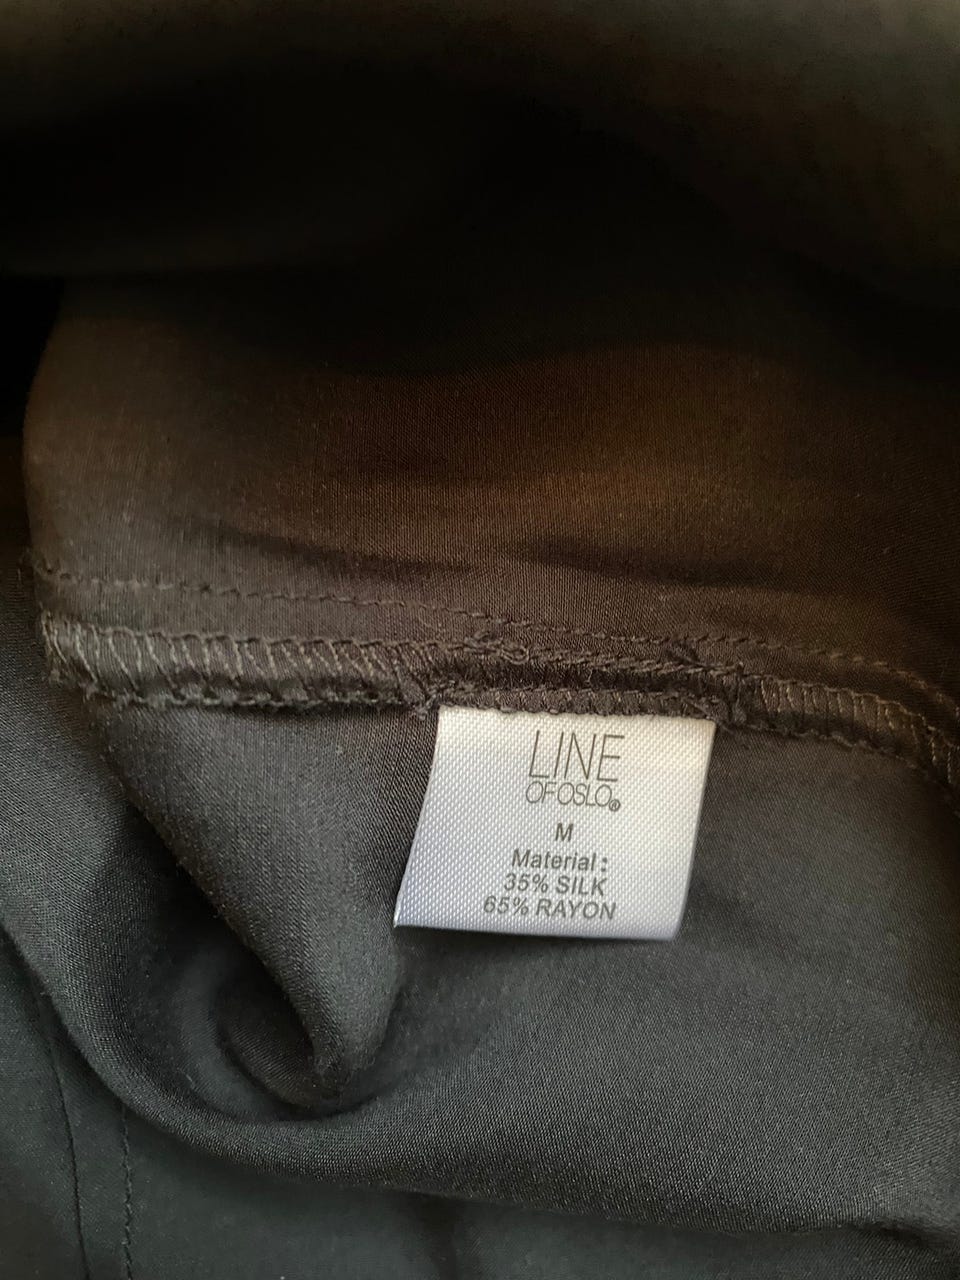 LINE
OF OSLO®
M
Material:
35% SILK
65% RAYON